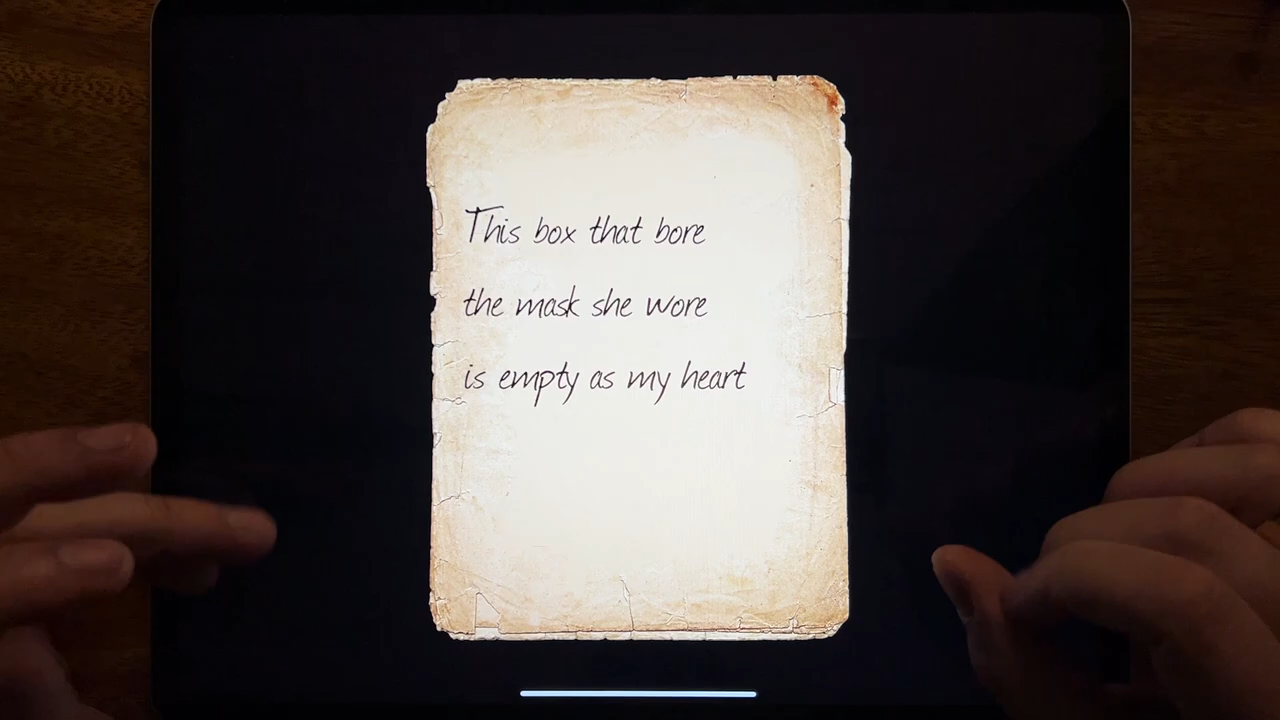 This box that bore
the mask she wore
is empty as my heart